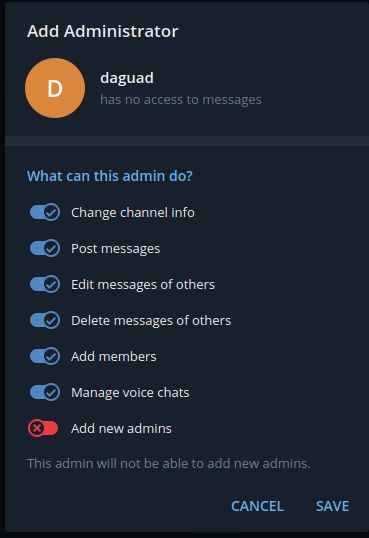 Add Administrator
D
daguad
has no access to messages
What can this admin do?
Change channel info
Post messages
Edit messages of others
Delete messages of others
Add members
Manage voice chats
Add new admins
This admin will not be able to add new admins.
CANCEL SAVE